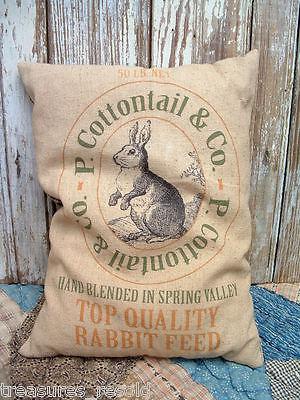 50 LB. NET
P. Cottontail & Co. - P. Cottontail & Co.
HAND BLENDED IN SPRING VALLEY
TOP QUALITY
RABBIT FEED
treasures_resold